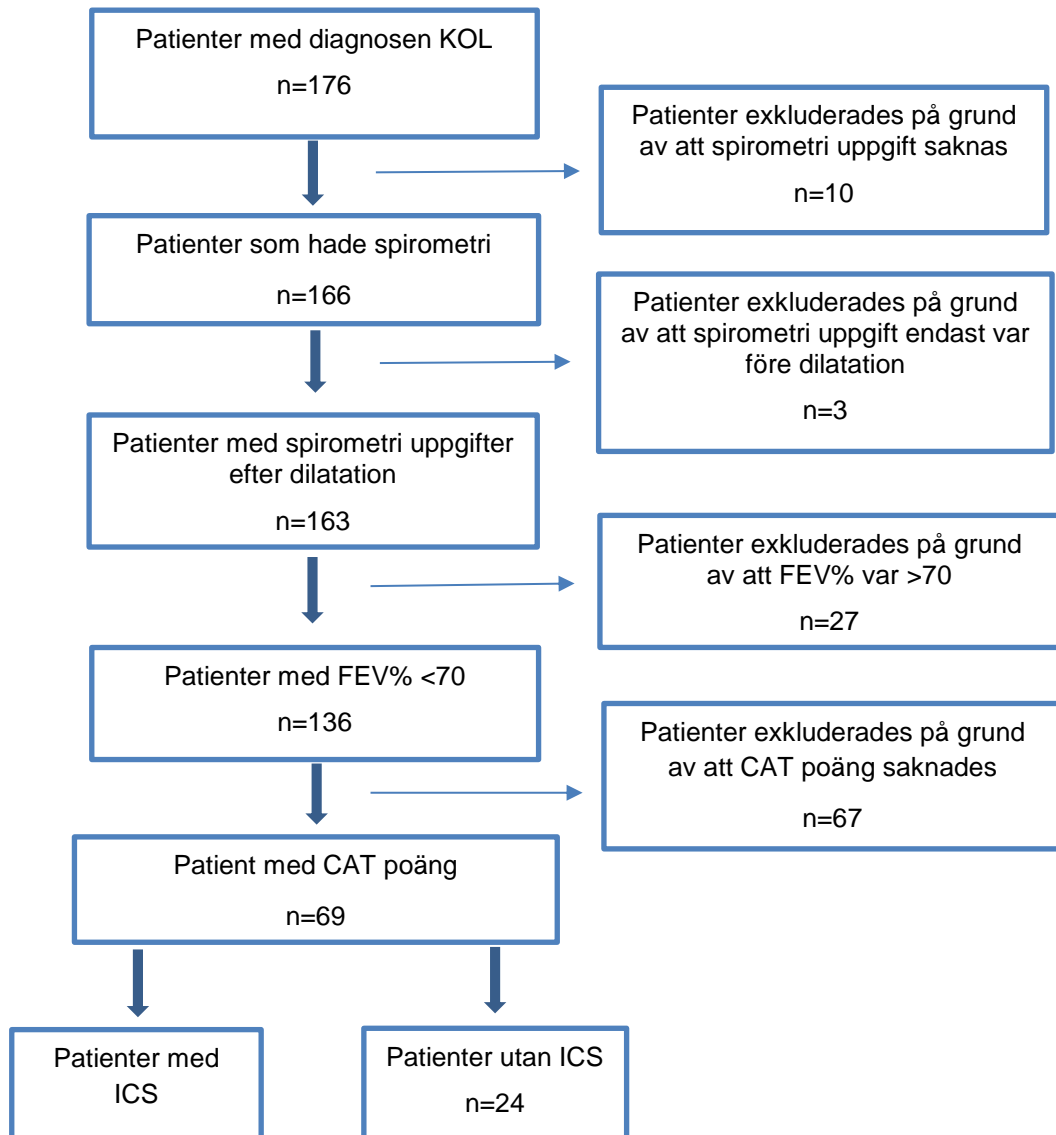 Patienter med diagnosen KOL
n=176
Patienter exkluderades på grund
av att spirometri uppgift saknas
n=10
Patienter som hade spirometri
n=166
Patienter exkluderades på grund
av att spirometri uppgift endast var
före dilatation
n=3
Patienter med spirometri uppgifter
efter dilatation
n=163
Patienter exkluderades på grund
av att FEV% var >70
n=27
Patienter med FEV% <70
n=136
Patienter exkluderades på grund
av att CAT poäng saknades
n=67
Patient med CAT poäng
n=69
Patienter med
ICS
Patienter utan ICS
n=24